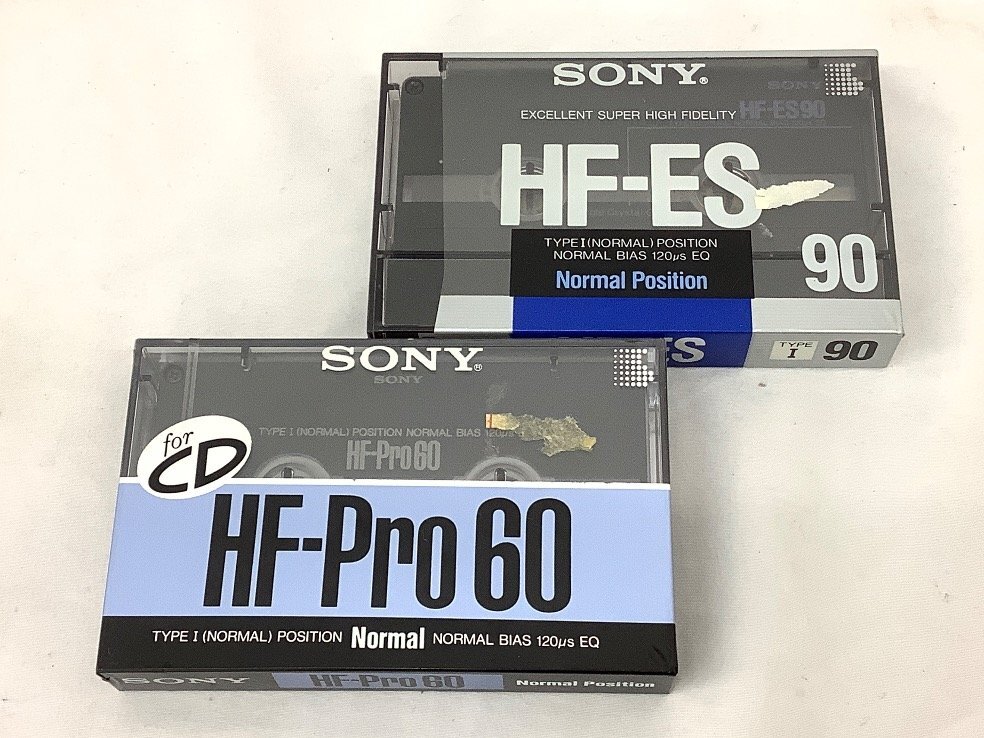 SONY®
SONY
EXCELLENT SUPER HIGH FIDELITY
HF-ES90
HF-ES
TYPE I (NORMAL) POSITION
NORMAL BIAS 120µs EQ
Normal Position
90
ES
TYPE I
90
SONY®
SONY
for CD
TYPE I (NORMAL) POSITION NORMAL BIAS 120µs
HF-Pro60
HF-Pro 60
TYPE I (NORMAL) POSITION Normal NORMAL BIAS 120µs EQ
SONY HF-Pro 60 Normal Position